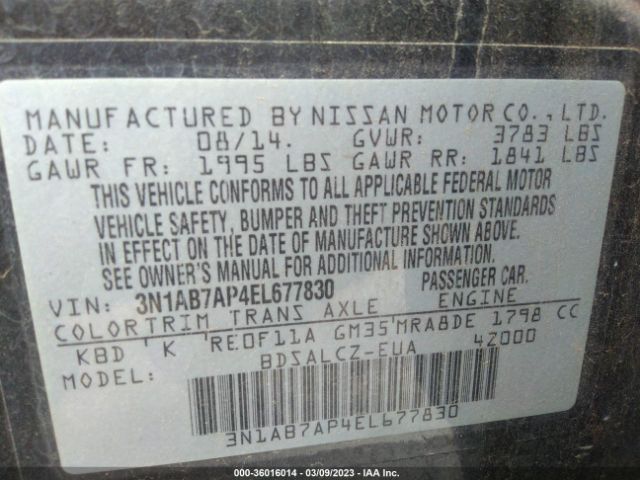 MANUFACTURED BY NISSAN MOTOR CO., LTD.
DATE: 08/14. GVWR: 3783 LBS
GAWR FR: 1995 LBS GAWR RR: 1841 LBS
THIS VEHICLE CONFORMS TO ALL APPLICABLE FEDERAL MOTOR
VEHICLE SAFETY, BUMPER AND THEFT PREVENTION STANDARDS
IN EFFECT ON THE DATE OF MANUFACTURE SHOWN ABOVE.
SEE OWNER'S MANUAL FOR ADDITIONAL INFORMATION.
VIN: 3N1AB7AP4EL677830 PASSENGER CAR.
COLOR TRIM TRANS AXLE ENGINE
KBD K RE0F11A GM35 MRA8DE 1798 CC
MODEL: BDSALCZ-EUA 42000
3N1AB7AP4EL677830
000-36016014 - 03/09/2023 - IAA Inc.